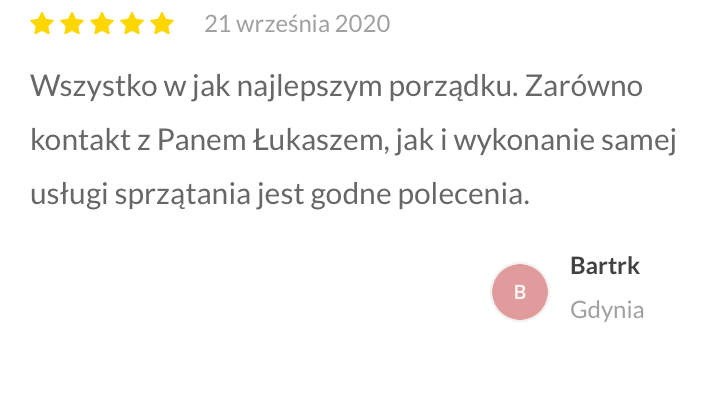 21 września 2020
Wszystko w jak najlepszym porządku. Zarówno
kontakt z Panem Łukaszem, jak i wykonanie samej
usługi sprzątania jest godne polecenia.
B
Bartrk
Gdynia